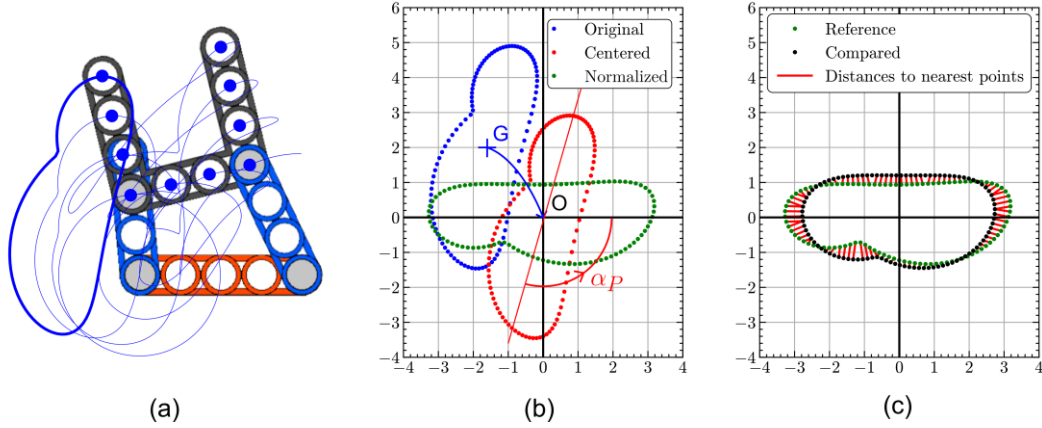 6
5
4
3
2
1
0
−1
−2
−3
−4
−4 −3 −2 −1 0 1 2 3 4
Original
Centered
Normalized
G
O
αP
6
5
4
3
2
1
0
−1
−2
−3
−4
−4 −3 −2 −1 0 1 2 3 4
Reference
Compared
Distances to nearest points
(a) (b) (c)